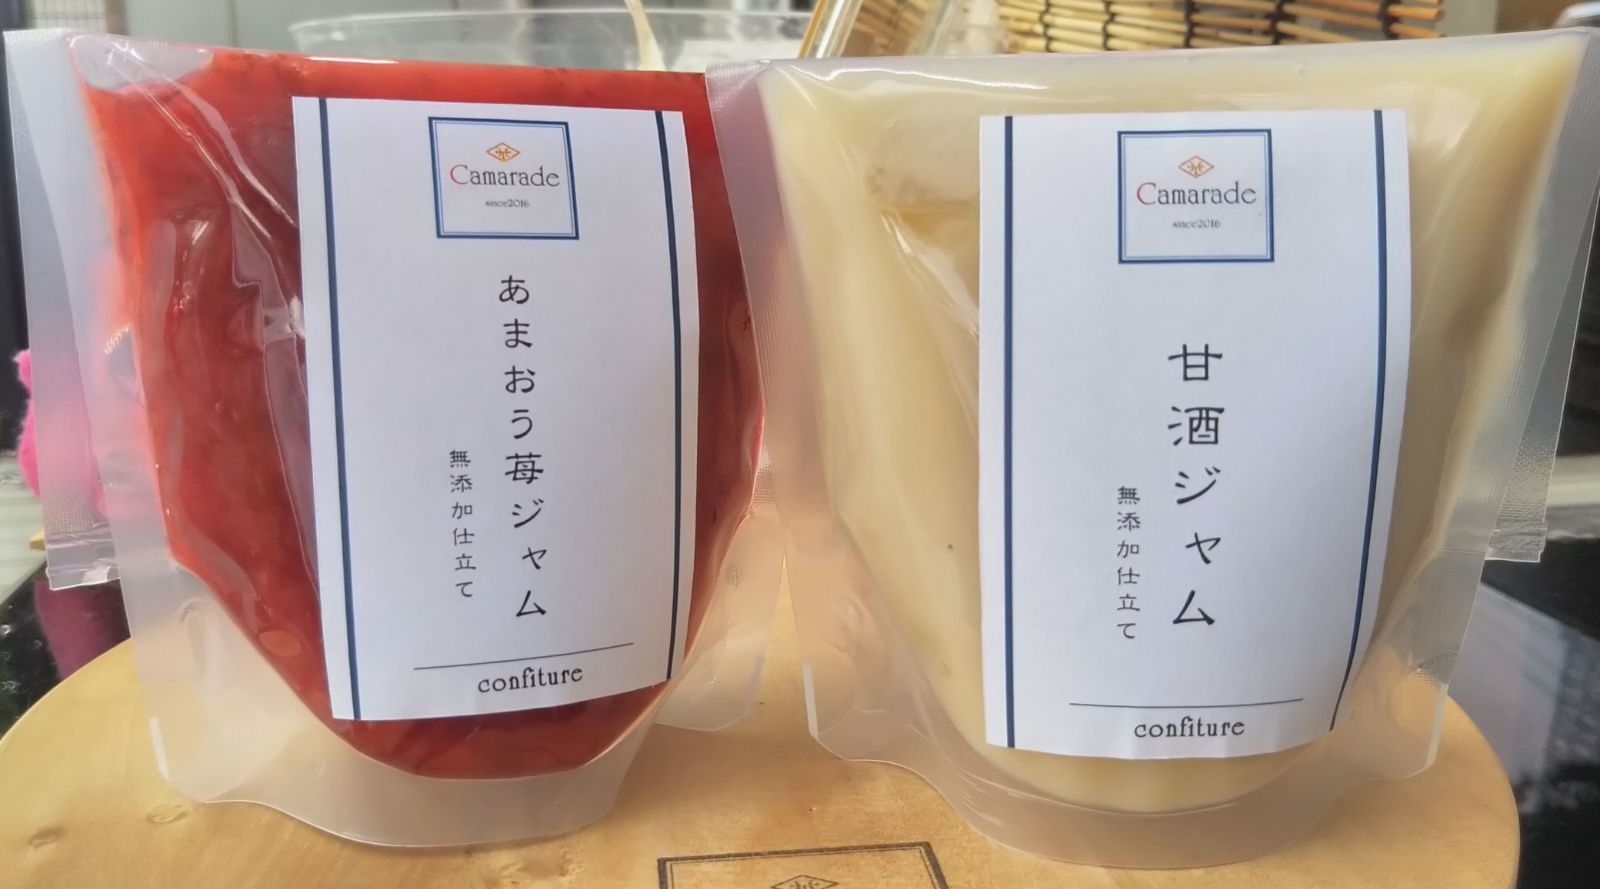 Camarade
since2016
あまおう苺ジャム
無添加仕立て
confiture
Camarade
since2016
甘酒ジャム
無添加仕立て
confiture